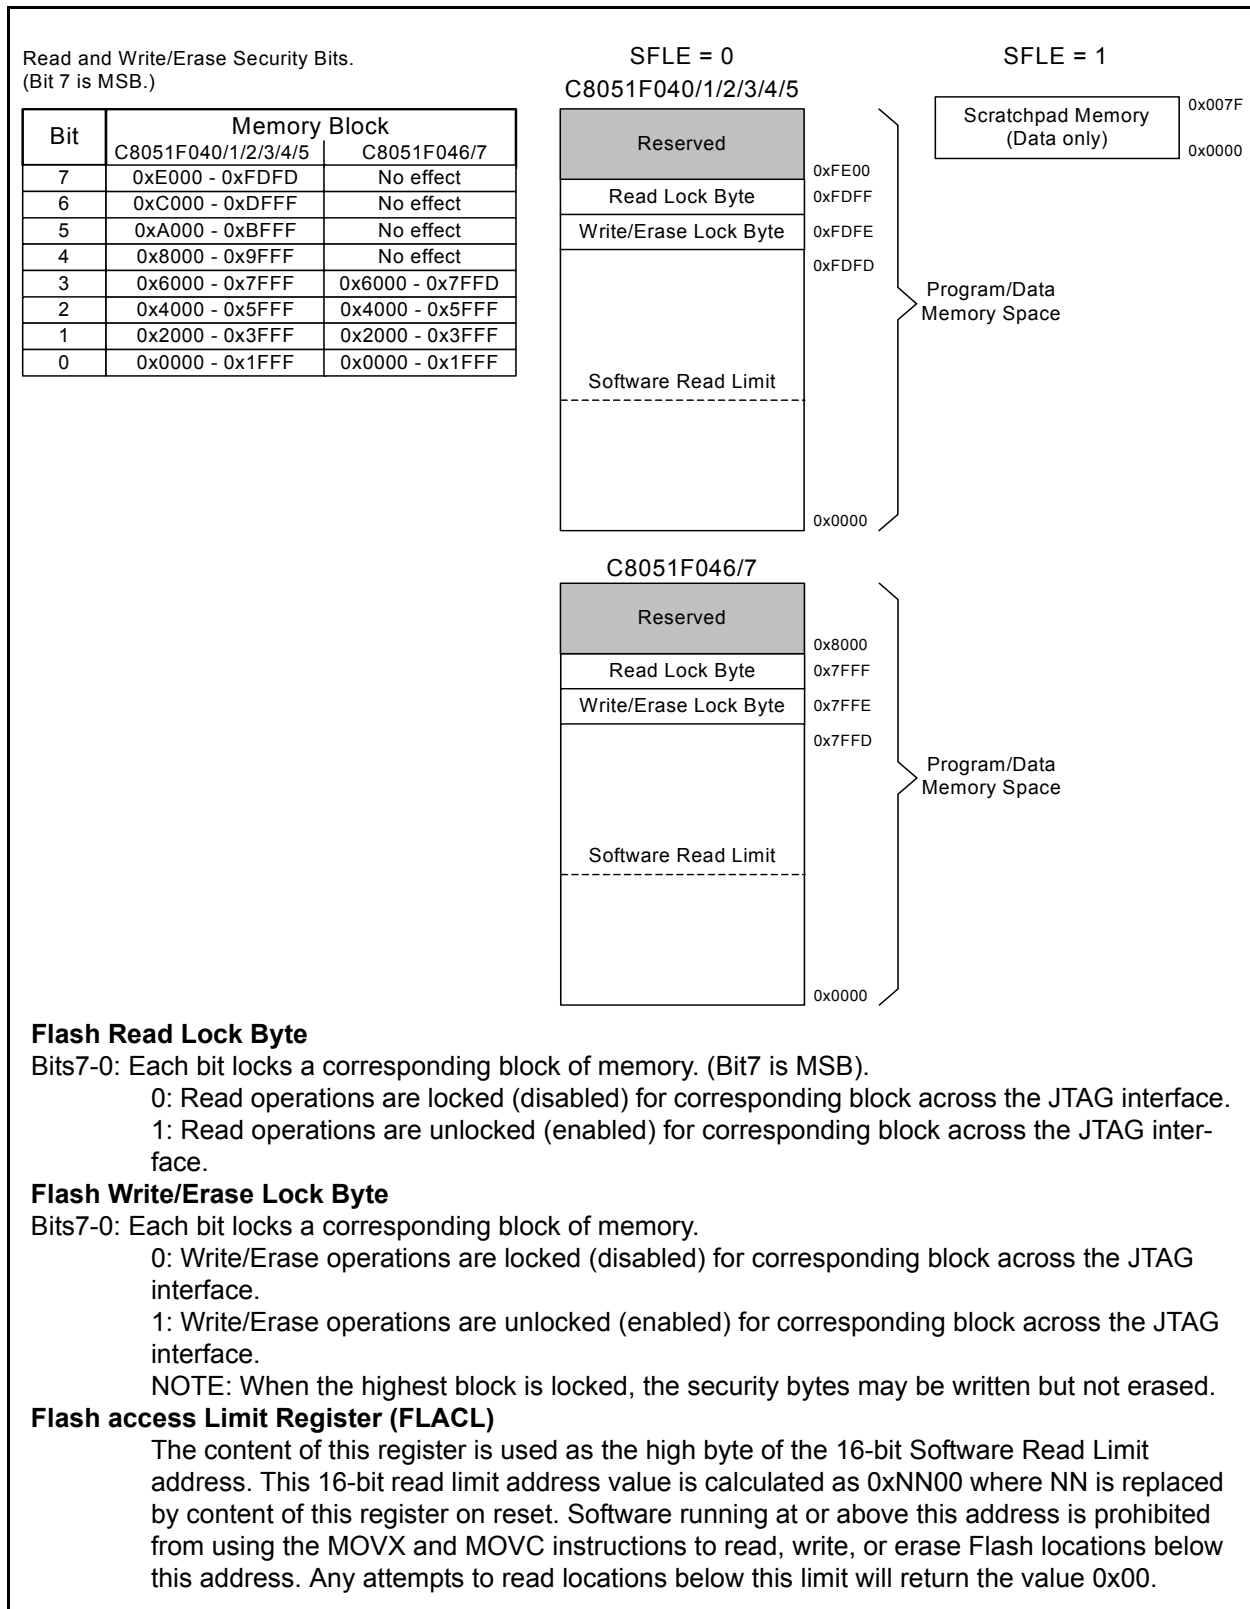 Read and Write/Erase Security Bits.
(Bit 7 is MSB.)
Bit Memory Block
C8051F040/1/2/3/4/5 C8051F046/7
7 0xE000 - 0xFDFD No effect
6 0xC000 - 0xDFFF No effect
5 0xA000 - 0xBFFF No effect
4 0x8000 - 0x9FFF No effect
3 0x6000 - 0x7FFF 0x6000 - 0x7FFD
2 0x4000 - 0x5FFF 0x4000 - 0x5FFF
1 0x2000 - 0x3FFF 0x2000 - 0x3FFF
0 0x0000 - 0x1FFF 0x0000 - 0x1FFF
SFLE = 0
C8051F040/1/2/3/4/5
Reserved
0xFE00
Read Lock Byte 0xFDFF
Write/Erase Lock Byte 0xFDFE
0xFDFD
Software Read Limit
0x0000
Program/Data
Memory Space
SFLE = 1
Scratchpad Memory
(Data only)
0x007F
0x0000
C8051F046/7
Reserved
0x8000
Read Lock Byte 0x7FFF
Write/Erase Lock Byte 0x7FFE
0x7FFD
Software Read Limit
0x0000
Program/Data
Memory Space
Flash Read Lock Byte
Bits7-0: Each bit locks a corresponding block of memory. (Bit7 is MSB).
0: Read operations are locked (disabled) for corresponding block across the JTAG interface.
1: Read operations are unlocked (enabled) for corresponding block across the JTAG inter-
face.
Flash Write/Erase Lock Byte
Bits7-0: Each bit locks a corresponding block of memory.
0: Write/Erase operations are locked (disabled) for corresponding block across the JTAG
interface.
1: Write/Erase operations are unlocked (enabled) for corresponding block across the JTAG
interface.
NOTE: When the highest block is locked, the security bytes may be written but not erased.
Flash access Limit Register (FLACL)
The content of this register is used as the high byte of the 16-bit Software Read Limit
address. This 16-bit read limit address value is calculated as 0xNN00 where NN is replaced
by content of this register on reset. Software running at or above this address is prohibited
from using the MOVX and MOVC instructions to read, write, or erase Flash locations below
this address. Any attempts to read locations below this limit will return the value 0x00.